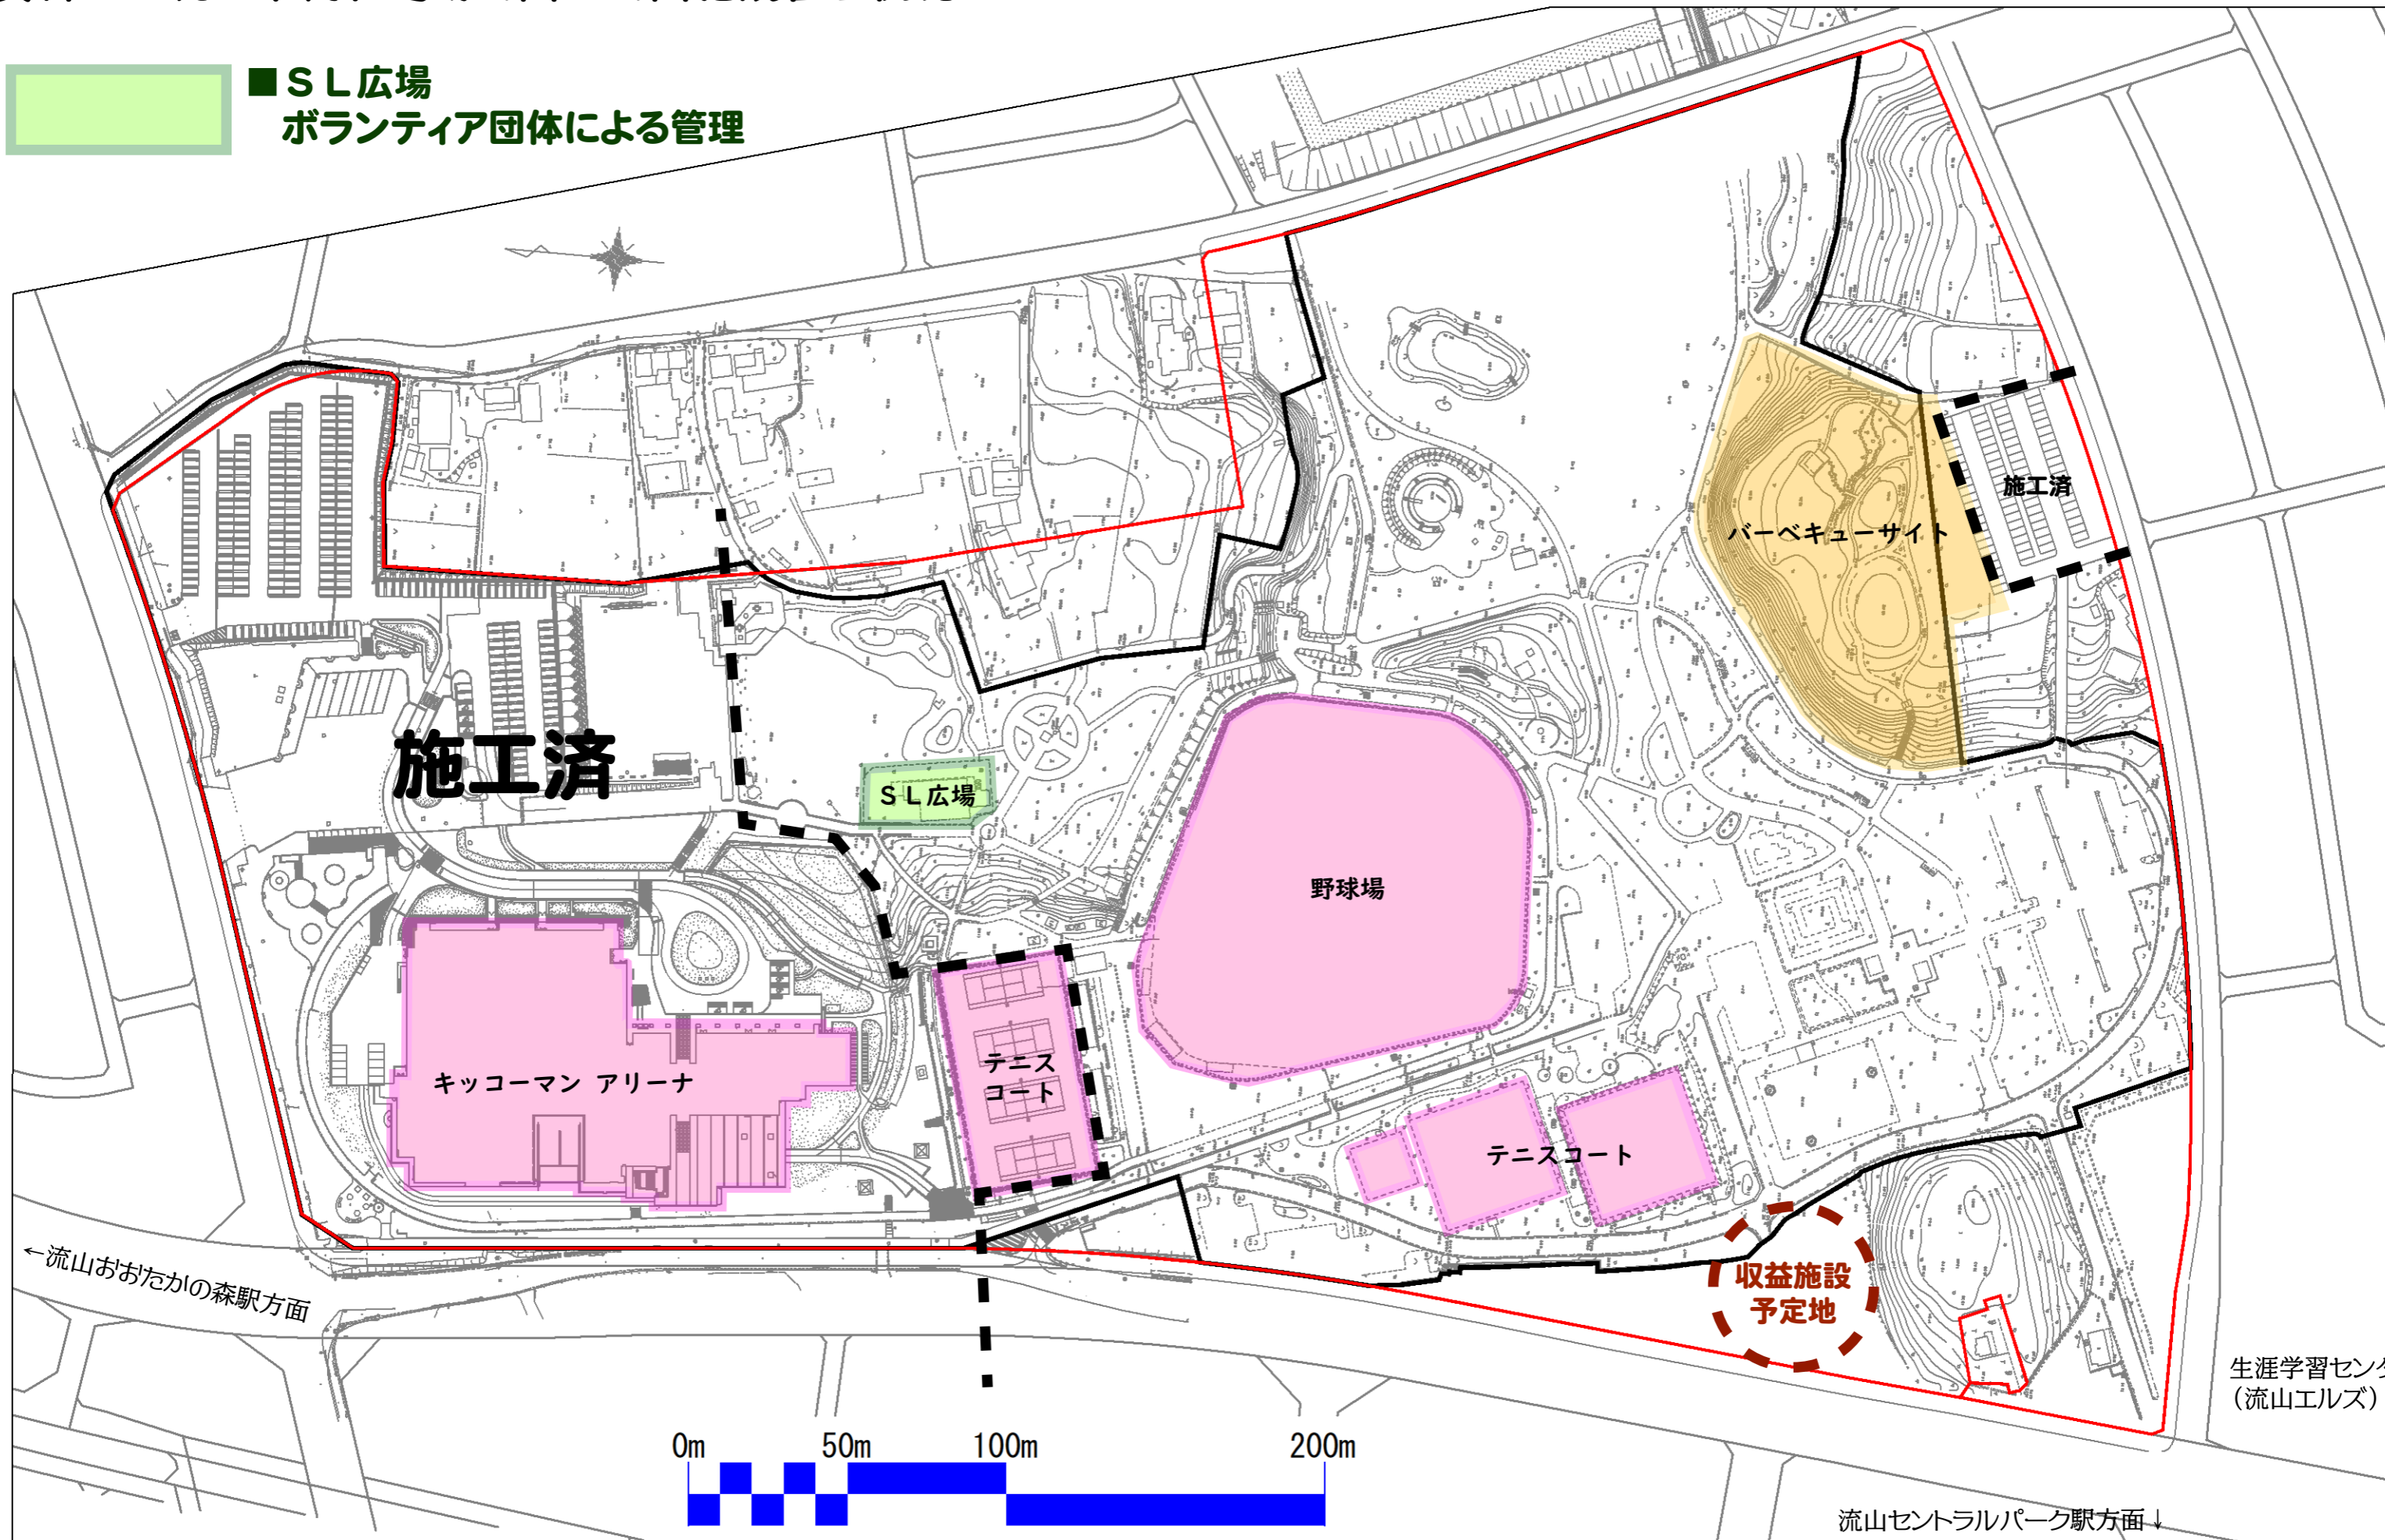 ■ＳＬ広場
ボランティア団体による管理
施工済
バーベキューサイト
施工済
ＳＬ広場
野球場
テニス
コート
キッコーマン アリーナ
テニスコート
収益施設
予定地
←流山おおたかの森駅方面
生涯学習センタ
（流山エルズ）
0m 50m 100m 200m
流山セントラルパーク駅方面↓